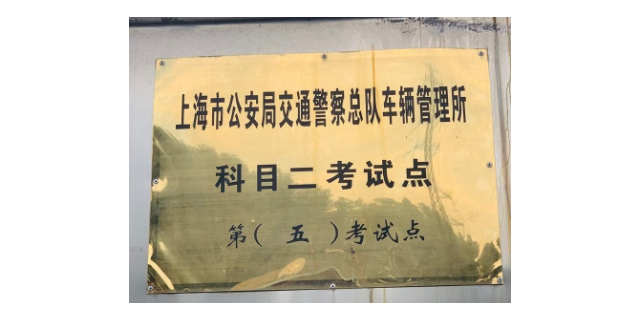 上海市公安局交通警察总队车辆管理所
科目二考试点
第(五)考试点